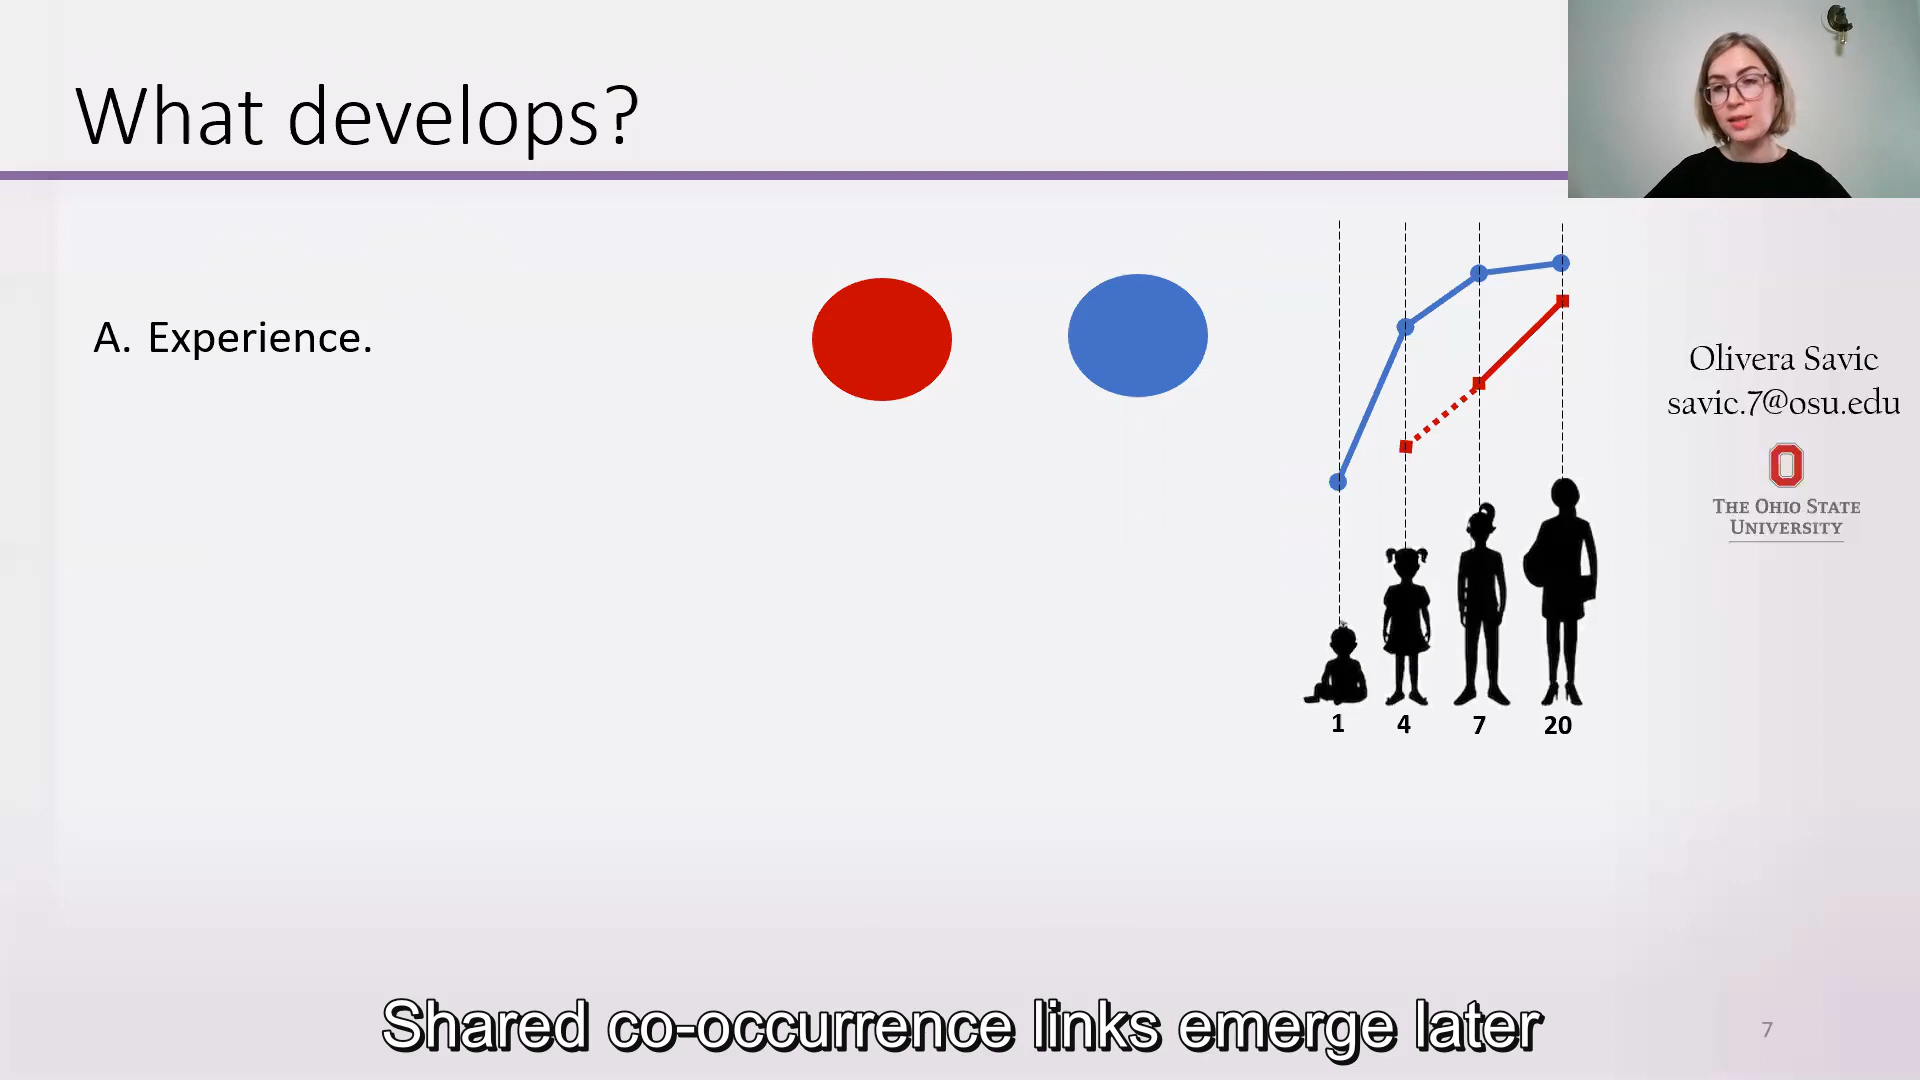 What develops?
A. Experience.
Olivera Savic
savic.7@osu.edu
O
THE OHIO STATE
UNIVERSITY
1 4 7 20
Shared co-occurrence links emerge later
7